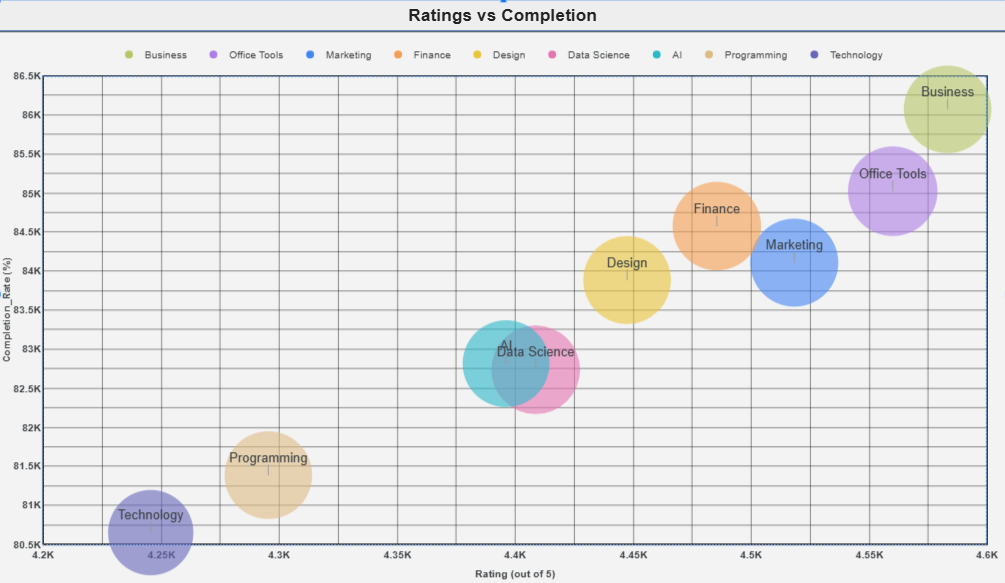 Ratings vs Completion
Business Office Tools Marketing Finance Design Data Science AI Programming Technology
86.5K
Business
86K
85.5K
Office Tools
85K
Finance
84.5K
Marketing
Design
84K
Completion_Rate (%)
83.5K
AI
83K
Data Science
82.5K
82K
Programming
81.5K
81K
Technology
80.5K
4.2K 4.25K 4.3K 4.35K 4.4K 4.45K 4.5K 4.55K 4.6K
Rating (out of 5)